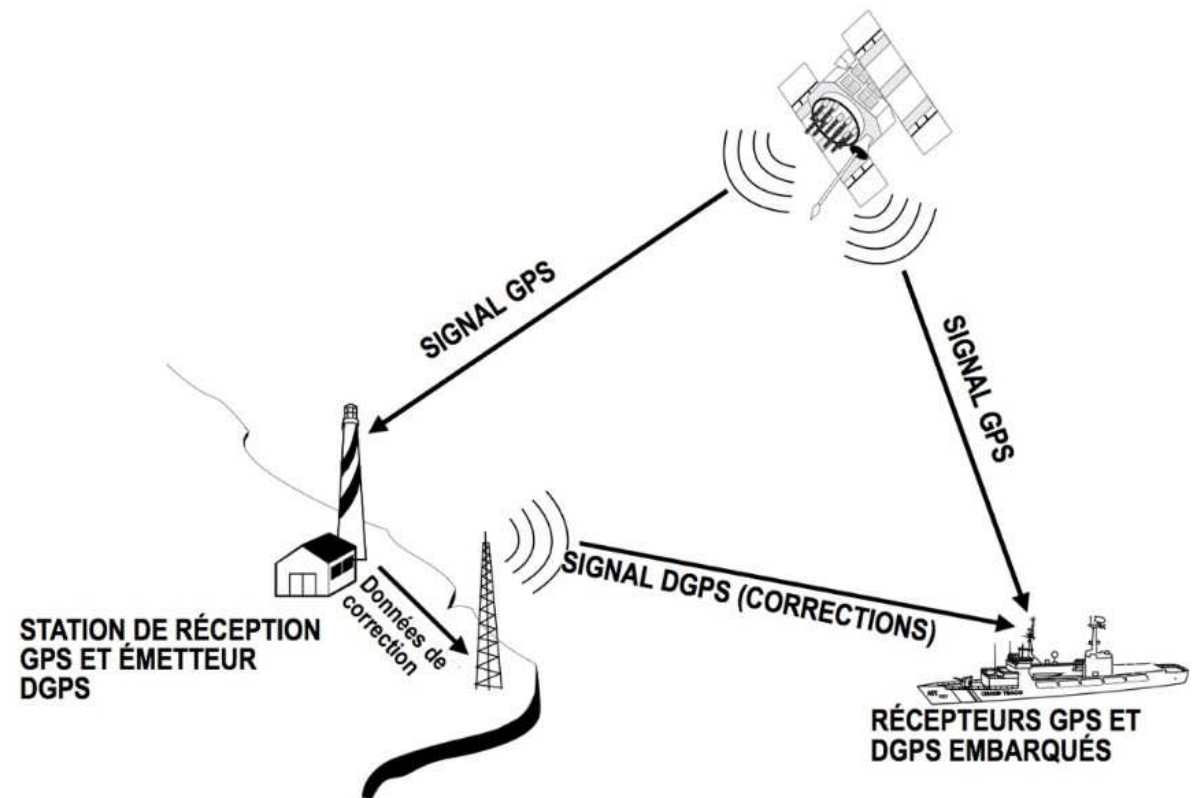 SIGNAL GPS
SIGNAL GPS
SIGNAL DGPS (CORRECTIONS)
Données de
correction
STATION DE RÉCEPTION
GPS ET ÉMETTEUR
DGPS
RÉCEPTEURS GPS ET
DGPS EMBARQUÉS